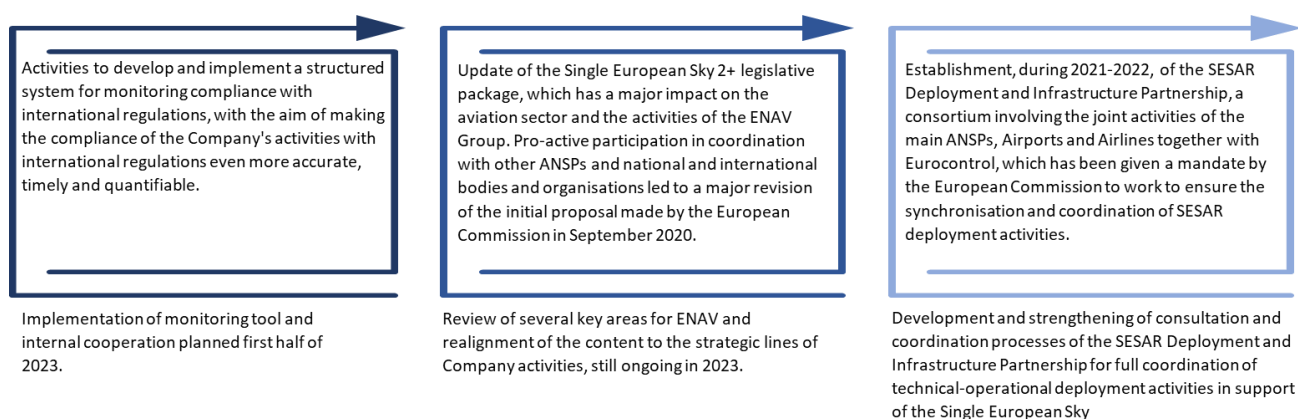 Activities to develop and implement a structured
system for monitoring compliance with
international regulations, with the aim of making
the compliance of the Company's activities with
international regulations even more accurate,
timely and quantifiable.
Implementation of monitoring tool and
internal cooperation planned first half of
2023.
Update of the Single European Sky 2+ legislative
package, which has a major impact on the
aviation sector and the activities of the ENAV
Group. Pro-active participation in coordination
with other ANSPs and national and international
bodies and organisations led to a major revision
of the initial proposal made by the European
Commission in September 2020.
Review of several key areas for ENAV and
realignment of the content to the strategic lines of
Company activities, still ongoing in 2023.
Establishment, during 2021-2022, of the SESAR
Deployment and Infrastructure Partnership, a
consortium involving the joint activities of the
main ANSPs, Airports and Airlines together with
Eurocontrol, which has been given a mandate by
the European Commission to work to ensure the
synchronisation and coordination of SESAR
deployment activities.
Development and strengthening of consultation and
coordination processes of the SESAR Deployment and
Infrastructure Partnership for full coordination of
technical-operational deployment activities in support
of the Single European Sky